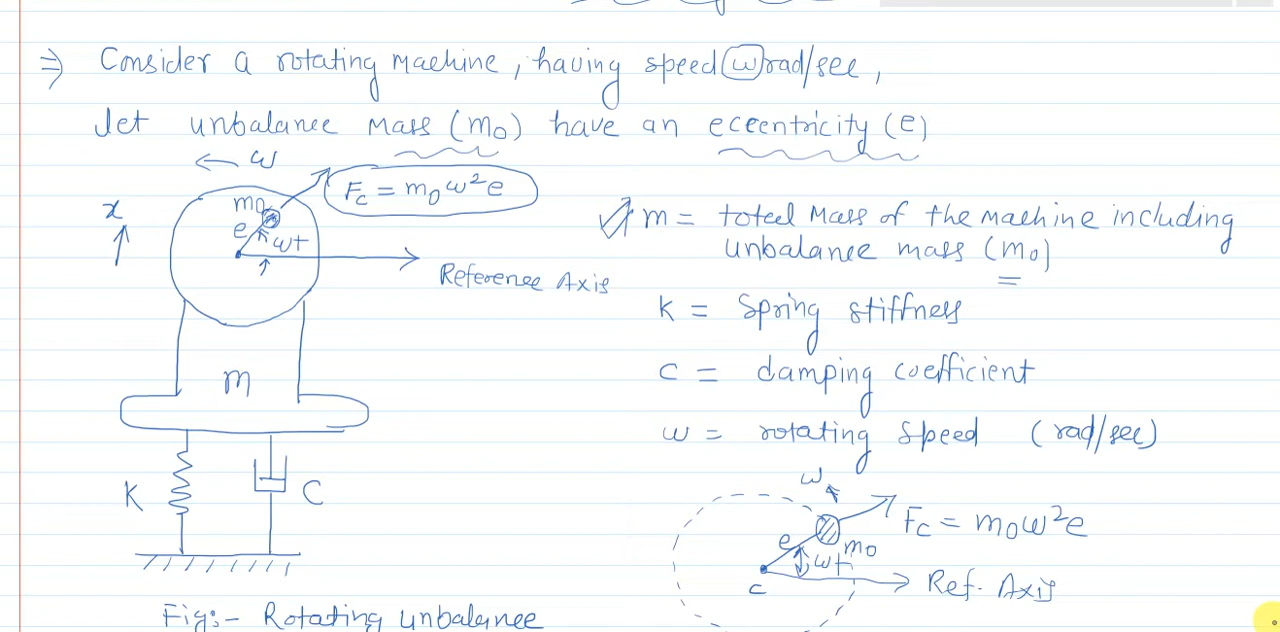 ⇒ Consider a rotating machine, having speed ω rad/sec,
Let unbalance mass (m₀) have an eccentricity (e)
← ω
Fc = m₀ω²e
x
m₀
e
ωt
Reference Axis
m
K
C
Fig:- Rotating unbalance
m = total mass of the machine including
unbalance mass (m₀)
K = Spring stiffness
C = damping coefficient
ω = rotating speed (rad/sec)
ω
Fc = m₀ω²e
e
m₀
ωt
c
Ref. Axis